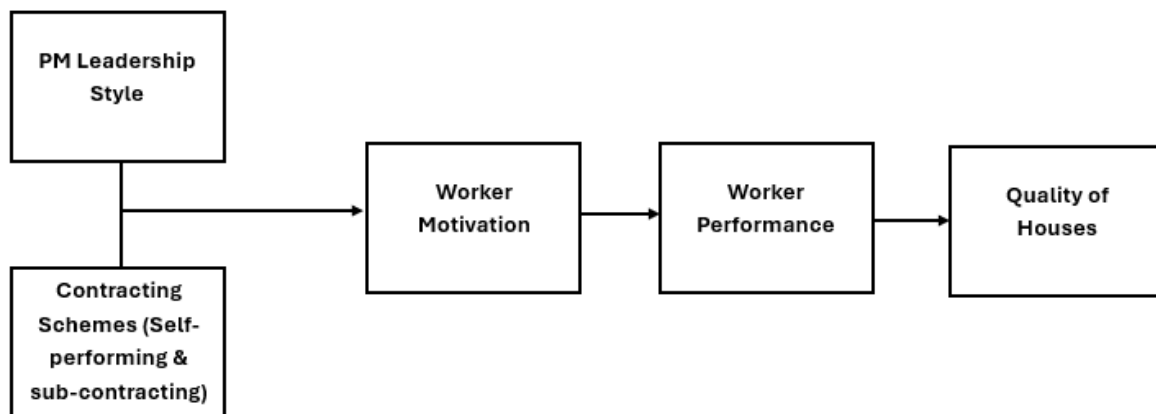 PM Leadership
Style
Worker
Motivation
Worker
Performance
Quality of
Houses
Contracting
Schemes (Self-
performing &
sub-contracting)